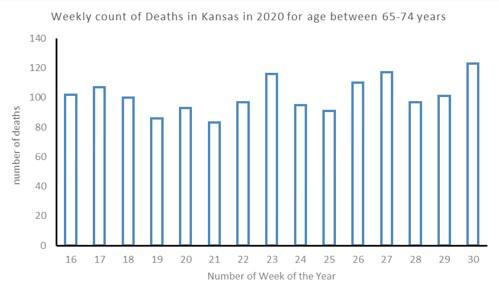 Weekly count of Deaths in Kansas in 2020 for age between 65-74 years
140
120
100
80
60
40
20
0
number of deaths
16 17 18 19 20 21 22 23 24 25 26 27 28 29 30
Number of Week of the Year